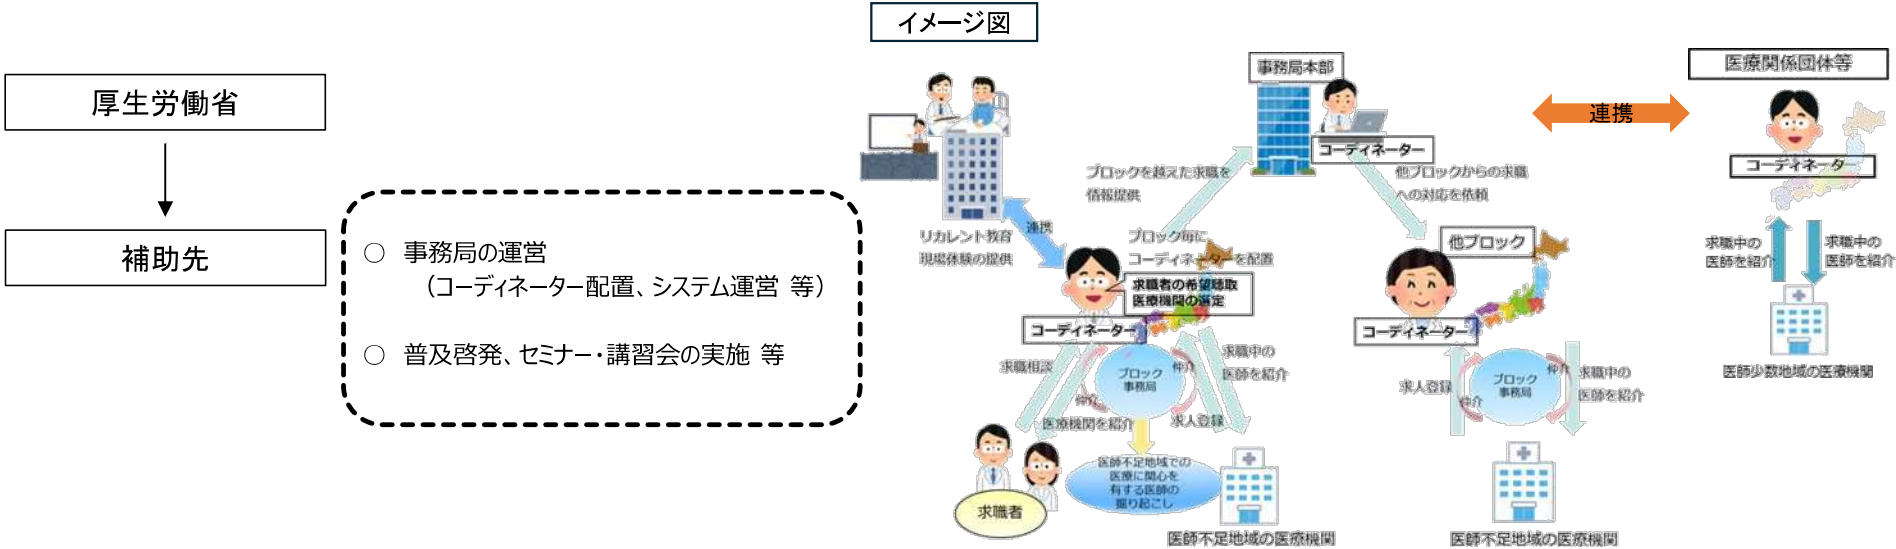 イメージ図
厚生労働省
補助先
○ 事務局の運営
（コーディネーター配置、システム運営 等）
○ 普及啓発、セミナー・講習会の実施 等
事務局本部
コーディネーター
医療関係団体等
連携
コーディネーター
ブロックを越えた求職を
情報提供
他ブロックからの求職
への対応を依頼
連携
リカレント教育
現場体験の提供
ブロック毎に
コーディネーターを配置
求職者の希望聴取
医療機関の選定
コーディネーター
他ブロック
コーディネーター
求職中の
医師を紹介
求職中の
医師を紹介
医師少数地域の医療機関
求職相談
ブロック
事務局
仲介
仲介
求職中の
医師を紹介
医療機関を紹介
求人登録
求人登録
ブロック
事務局
仲介
仲介
求職中の
医師を紹介
医師不足地域での
医療に関心を
有する医師の
掘り起こし
求職者
医師不足地域の医療機関
医師不足地域の医療機関